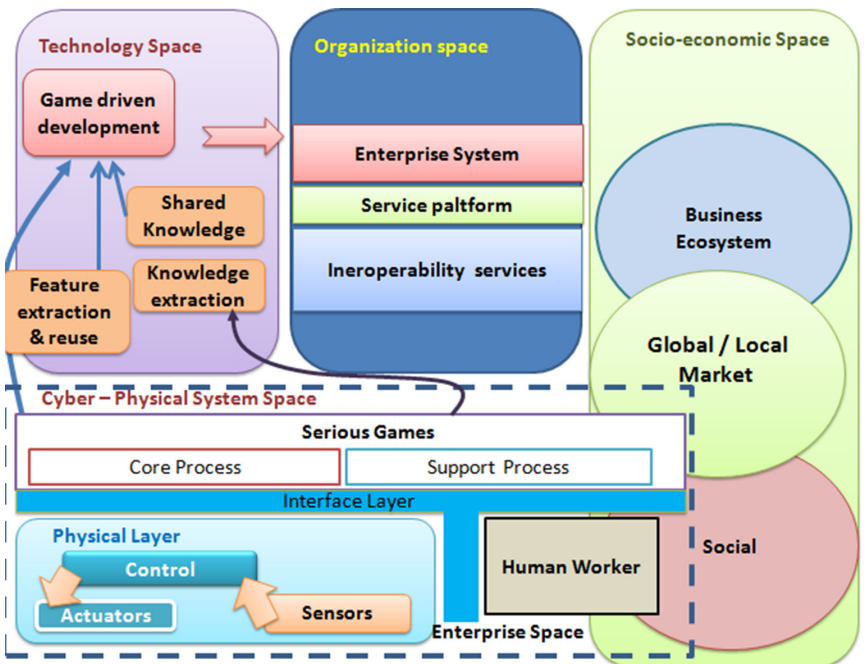 Technology Space
Game driven
development
Shared
Knowledge
Knowledge
extraction
Feature
extraction
& reuse
Organization space
Enterprise System
Service paltform
Ineroperability services
Socio-economic Space
Business
Ecosystem
Global / Local
Market
Social
Cyber – Physical System Space
Serious Games
Core Process
Support Process
Interface Layer
Physical Layer
Control
Actuators
Sensors
Human Worker
Enterprise Space